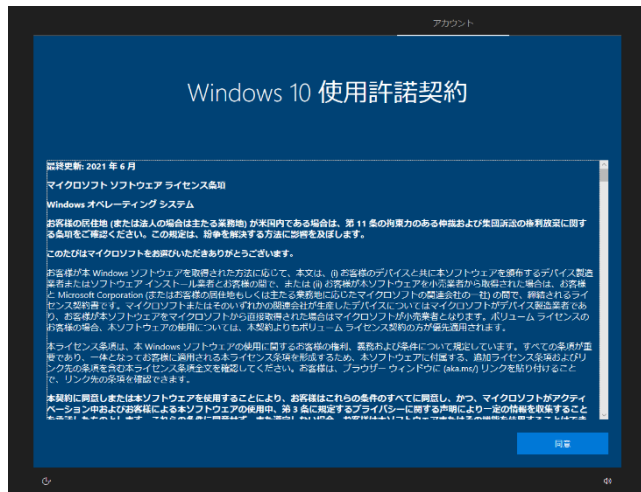 アカウント
Windows 10 使用許諾契約
最終更新: 2021 年 6 月
マイクロソフト ソフトウェア ライセンス条項
Windows オペレーティング システム
お客様の居住地 (または法人の場合は主たる業務地) が米国内である場合は、第 11 条の拘束力のある仲裁および集団訴訟の権利放棄に関す
る条項をご確認ください。この規定は、紛争を解決する方法に影響を及ぼします。
このたびはマイクロソフトをお選びいただきありがとうございます。
お客様が本 Windows ソフトウェアを取得された方法に応じて、本文は、(i) お客様のデバイスと共に本ソフトウェアを頒布するデバイス製造
業者またはソフトウェア インストール業者とお客様の間で、または (ii) お客様が本ソフトウェアを小売業者から取得された場合は、お客様
と Microsoft Corporation (またはお客様の居住地もしくは主たる業務地に応じたマイクロソフトの関連会社の一社) の間で、締結されるライ
センス契約書です。マイクロソフトまたはそのいずれかの関連会社が生産したデバイスについてはマイクロソフトがデバイス製造業者であ
り、お客様が本ソフトウェアをマイクロソフトから直接取得された場合はマイクロソフトが小売業者となります。ボリューム ライセンスの
お客様の場合、本ソフトウェアの使用については、本契約よりもボリューム ライセンス契約の方が優先適用されます。
本ライセンス条項は、本 Windows ソフトウェアの使用に関するお客様の権利、義務および条件について規定しています。すべての条項が重
要であり、一体となってお客様に適用される本ライセンス条項を形成するため、本ソフトウェアに付属する、追加ライセンス条項およびリ
ンク先の条項を含む本ライセンス条項全文を確認してください。お客様は、ブラウザー ウィンドウに (aka.ms/) リンクを貼り付けること
で、リンク先の条項を確認できます。
本契約に同意しまたは本ソフトウェアを使用することにより、お客様はこれらの条件のすべてに同意し、かつ、マイクロソフトがアクティ
ベーション中およびお客様による本ソフトウェアの使用中、第 3 条に規定するプライバシーに関する声明により一定の情報を収集すること
同意